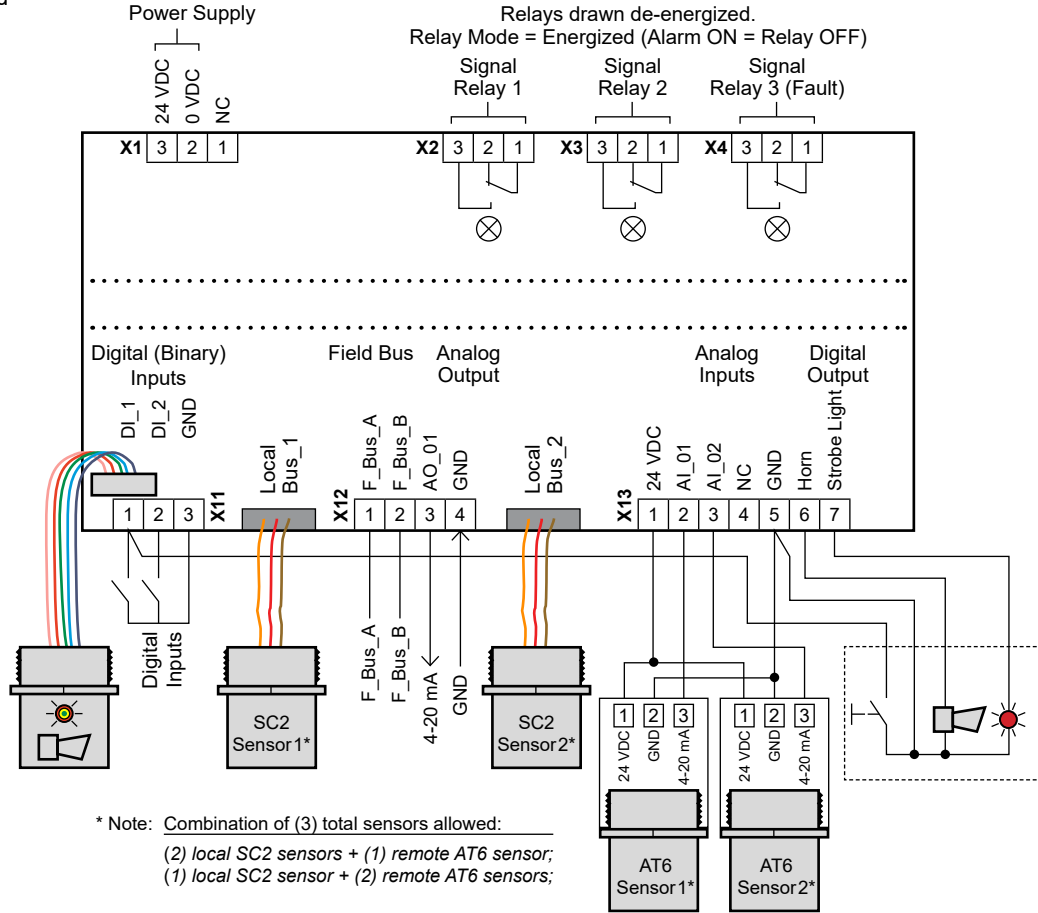 Power Supply
Relays drawn de-energized.
Relay Mode = Energized (Alarm ON = Relay OFF)
24 VDC
0 VDC
NC
Signal
Relay 1
Signal
Relay 2
Signal
Relay 3 (Fault)
X1 3 2 1
X2 3 2 1
X3 3 2 1
X4 3 2 1
Digital (Binary)
Inputs
Field Bus
Analog
Output
Analog
Inputs
Digital
Output
DI_1
DI_2
GND
Local
Bus_1
F_Bus_A
F_Bus_B
AO_01
GND
Local
Bus_2
24 VDC
AI_01
AI_02
NC
GND
Horn
Strobe Light
1 2 3 X11
X12 1 2 3 4
X13 1 2 3 4 5 6 7
Digital
Inputs
F_Bus_A
F_Bus_B
4-20 mA
GND
SC2
Sensor1*
SC2
Sensor2*
1 2 3
24 VDC
GND
4-20 mA
1 2 3
24 VDC
GND
4-20 mA
AT6
Sensor1*
AT6
Sensor2*
* Note: Combination of (3) total sensors allowed:
(2) local SC2 sensors + (1) remote AT6 sensor;
(1) local SC2 sensor + (2) remote AT6 sensors;